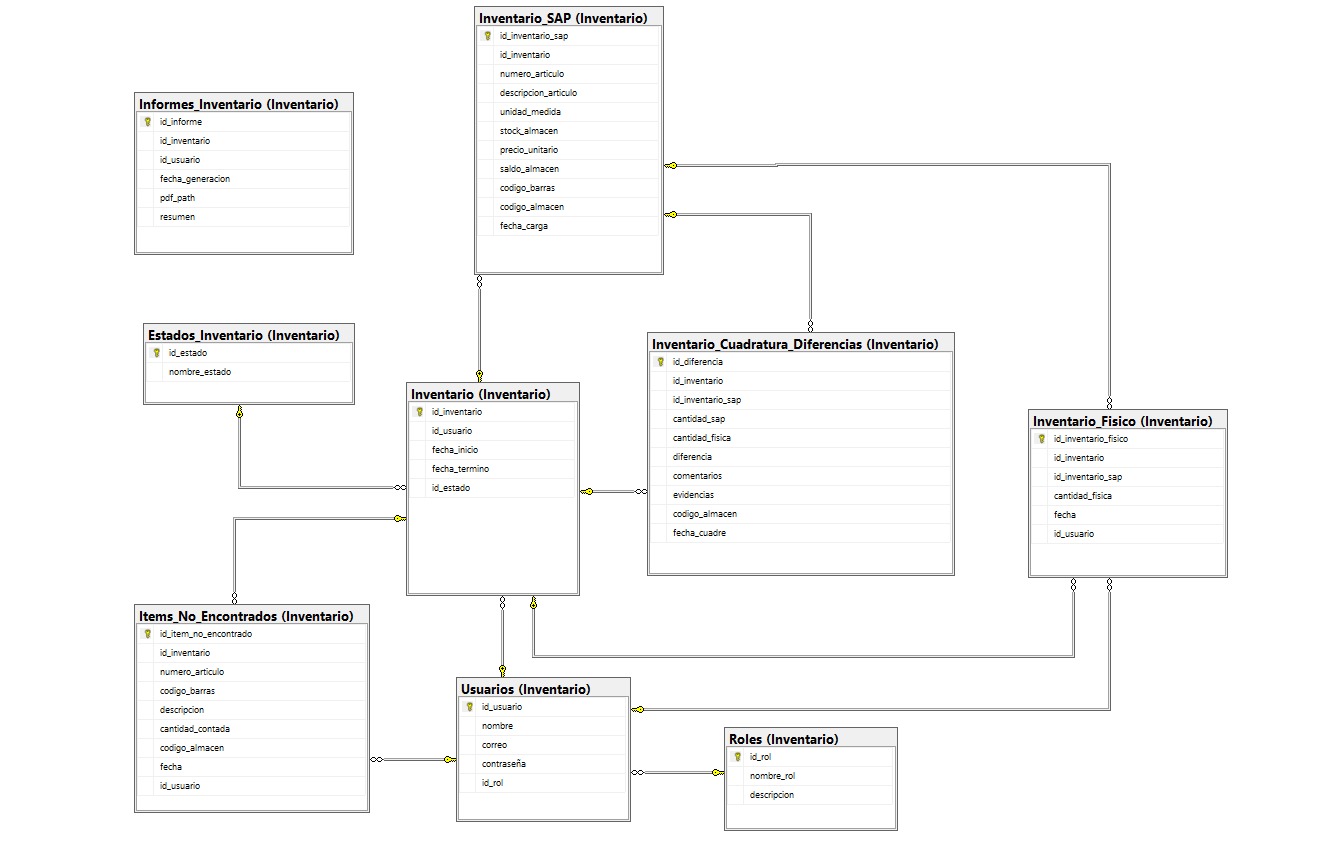 Inventario_SAP (Inventario)
id_inventario_sap
id_inventario
numero_articulo
descripcion_articulo
unidad_medida
stock_almacen
precio_unitario
saldo_almacen
codigo_barras
codigo_almacen
fecha_carga
Informes_Inventario (Inventario)
id_informe
id_inventario
id_usuario
fecha_generacion
pdf_path
resumen
Estados_Inventario (Inventario)
id_estado
nombre_estado
Inventario (Inventario)
id_inventario
id_usuario
fecha_inicio
fecha_termino
id_estado
Inventario_Cuadratura_Diferencias (Inventario)
id_diferencia
id_inventario
id_inventario_sap
cantidad_sap
cantidad_fisica
diferencia
comentarios
evidencias
codigo_almacen
fecha_cuadre
Inventario_Fisico (Inventario)
id_inventario_fisico
id_inventario
id_inventario_sap
cantidad_fisica
fecha
id_usuario
Items_No_Encontrados (Inventario)
id_item_no_encontrado
id_inventario
numero_articulo
codigo_barras
descripcion
cantidad_contada
codigo_almacen
fecha
id_usuario
Usuarios (Inventario)
id_usuario
nombre
correo
contraseña
id_rol
Roles (Inventario)
id_rol
nombre_rol
descripcion